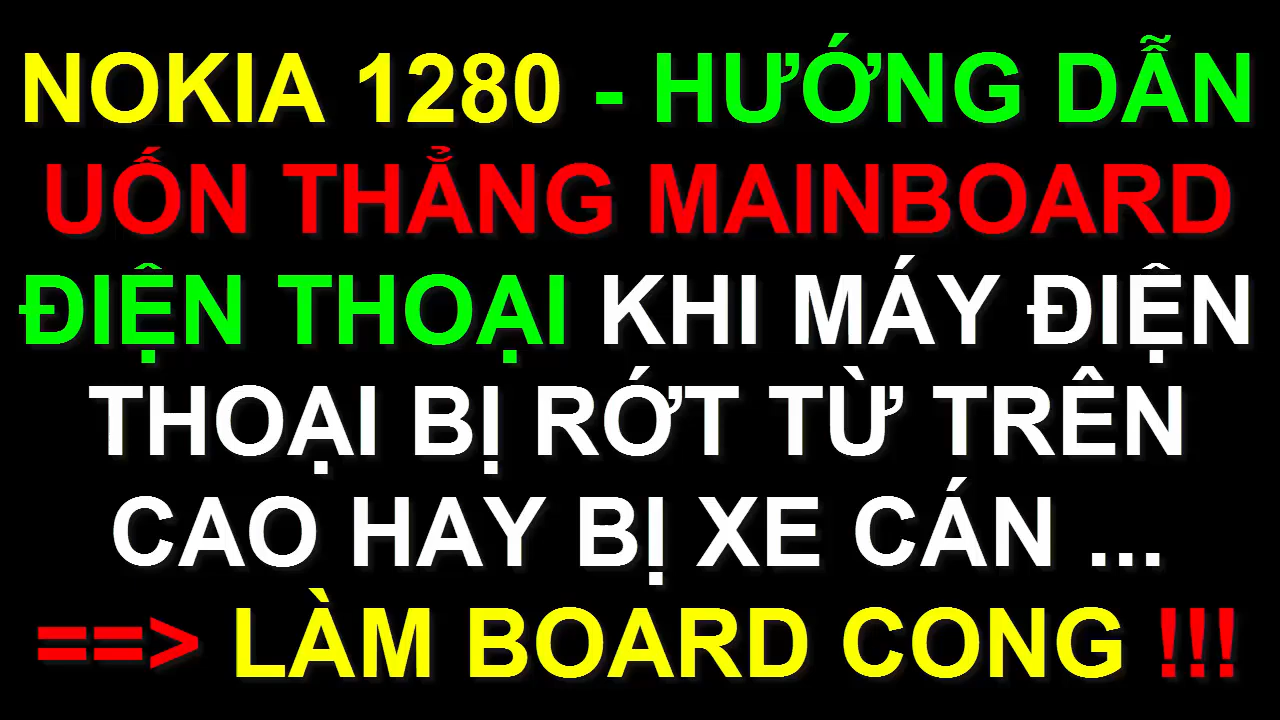 NOKIA 1280 - HƯỚNG DẪN
UỐN THẲNG MAINBOARD
ĐIỆN THOẠI KHI MÁY ĐIỆN
THOẠI BỊ RỚT TỪ TRÊN
CAO HAY BỊ XE CÁN ...
==> LÀM BOARD CONG !!!